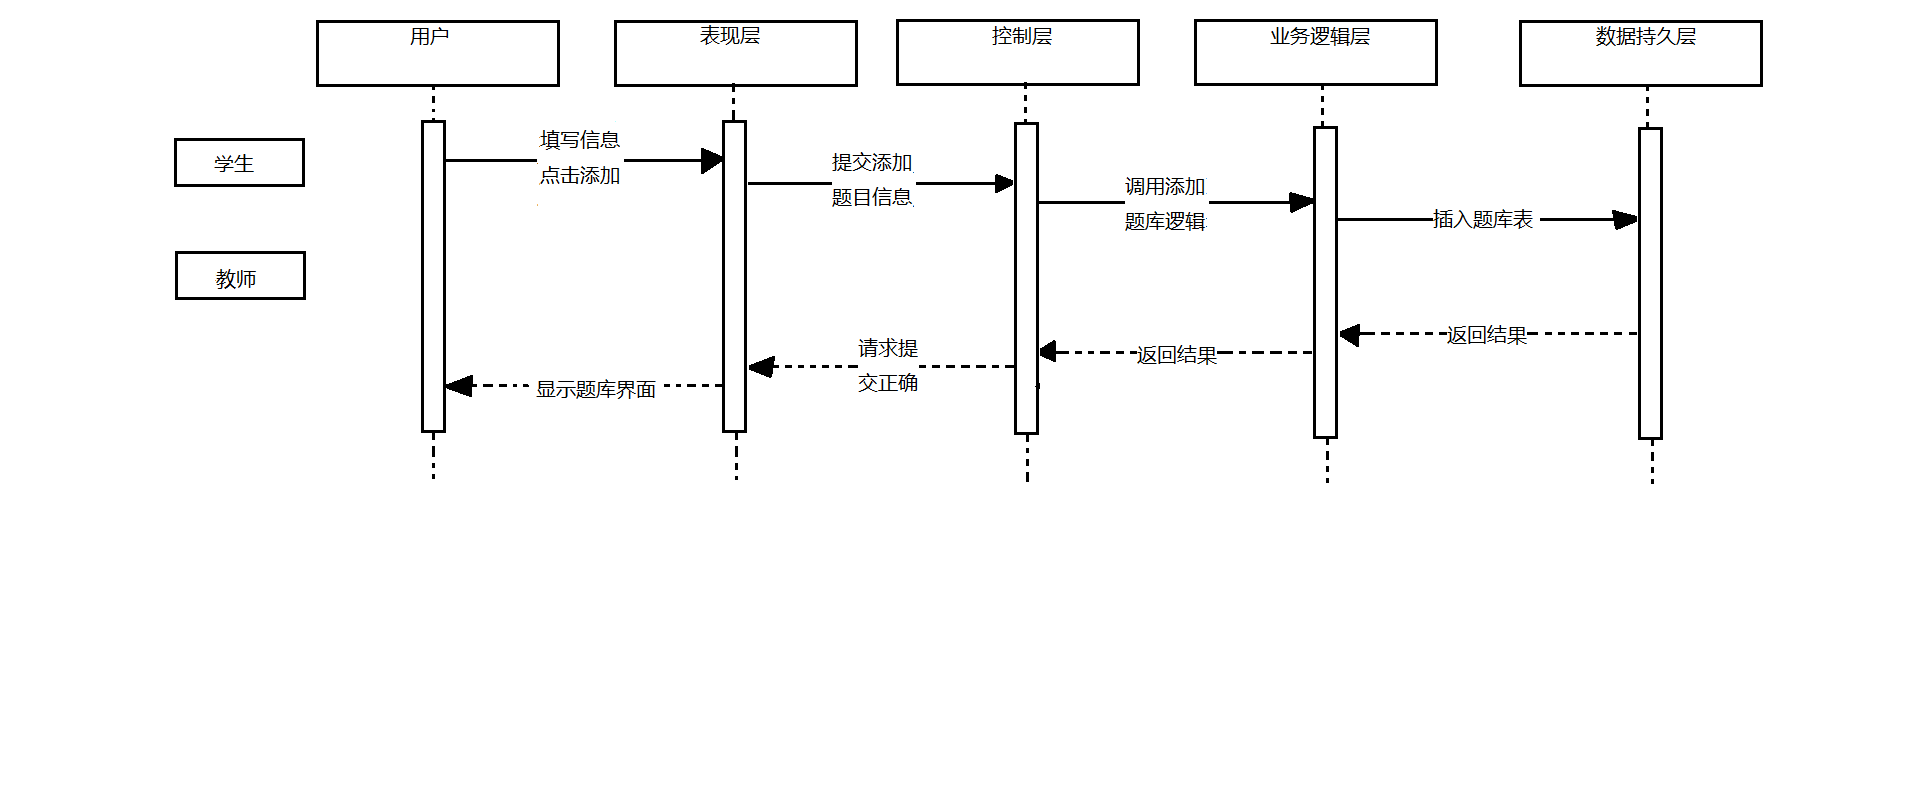 用户
表现层
控制层
业务逻辑层
数据持久层
学生
教师
填写信息
点击添加
提交添加
题目信息
调用添加
题库逻辑
插入题库表
返回结果
返回结果
请求提
交正确
显示题库界面